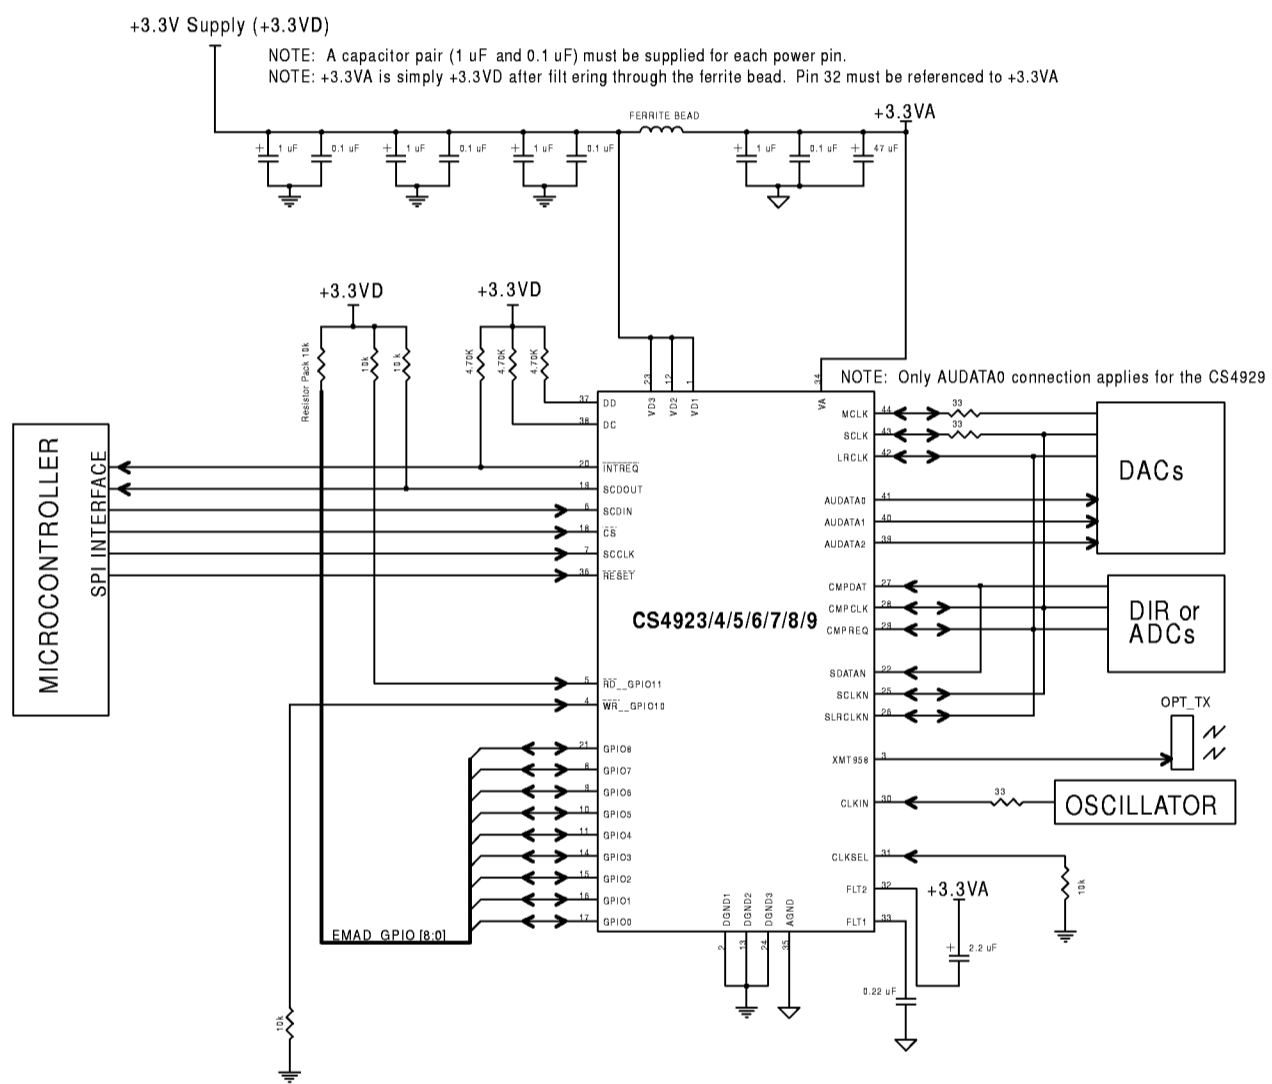 +3.3V Supply (+3.3VD)
NOTE: A capacitor pair (1 uF and 0.1 uF) must be supplied for each power pin.
NOTE: +3.3VA is simply +3.3VD after filt ering through the ferrite bead. Pin 32 must be referenced to +3.3VA
FERRITE BEAD
+3.3VA
+ 1 uF 0.1 uF + 1 uF 0.1 uF + 1 uF 0.1 uF + 1 uF 0.1 uF + 47 uF
+3.3VD +3.3VD
Resistor Pack 10k
10k
10 k
4.70K
4.70K
4.70K
23 12 1 34
VD3 VD2 VD1 VA
NOTE: Only AUDATA0 connection applies for the CS4929
MICROCONTROLLER
SPI INTERFACE
37 DD
38 DC
20 INTREQ
19 SCDOUT
6 SCDIN
18 CS
7 SCCLK
36 RESET
5 RD__GPIO11
4 WR__GPIO10
21 GPIO8
8 GPIO7
9 GPIO6
10 GPIO5
11 GPIO4
14 GPIO3
15 GPIO2
16 GPIO1
17 GPIO0
EMAD_GPIO[8:0]
10k
CS4923/4/5/6/7/8/9
MCLK 44 33
SCLK 43 33
LRCLK 42
AUDATA0 41
AUDATA1 40
AUDATA2 39
DACs
CMPDAT 27
CMPCLK 28
CMPREQ 29
DIR or
ADCs
SDATAN 22
SCLKN 25
SLRCLKN 26
OPT_TX
XMT958 3
CLKIN 30 33
OSCILLATOR
CLKSEL 31
10k
FLT2 32
+3.3VA
FLT1 33
+ 2.2 uF
0.22 uF
DGND1 DGND2 DGND3 AGND
2 13 24 35